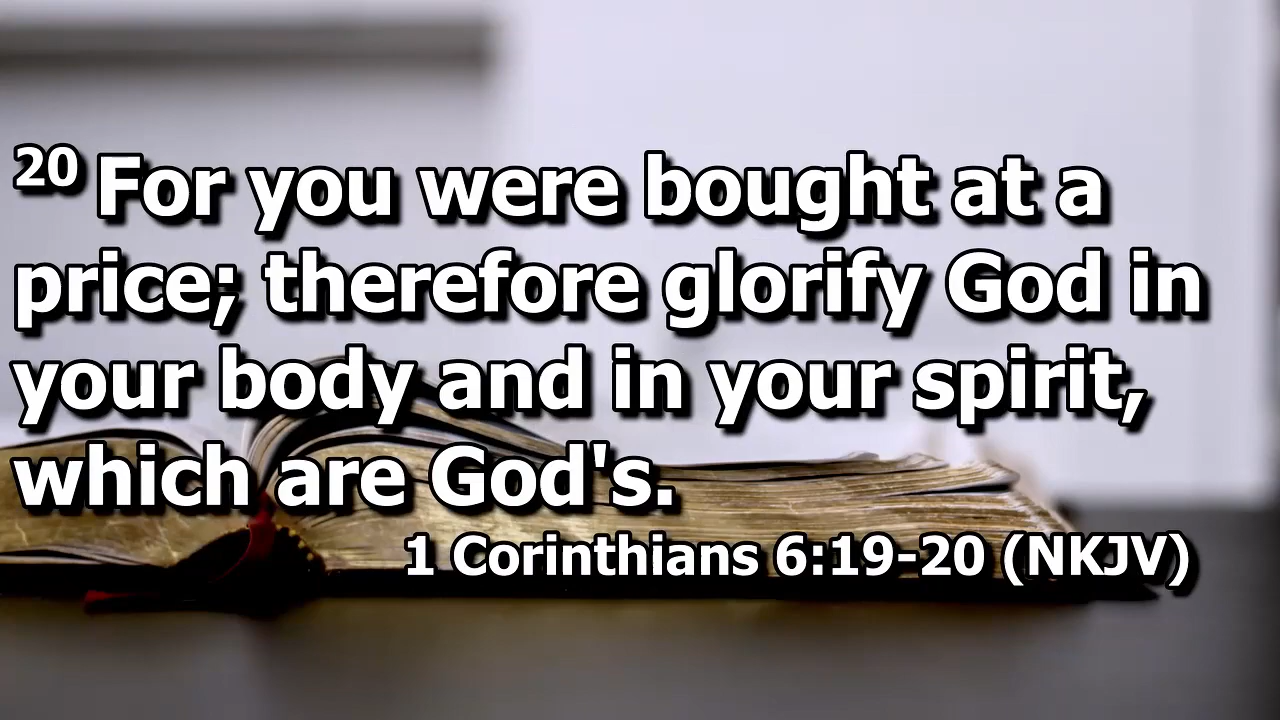 20 For you were bought at a
price; therefore glorify God in
your body and in your spirit,
which are God's.
1 Corinthians 6:19-20 (NKJV)